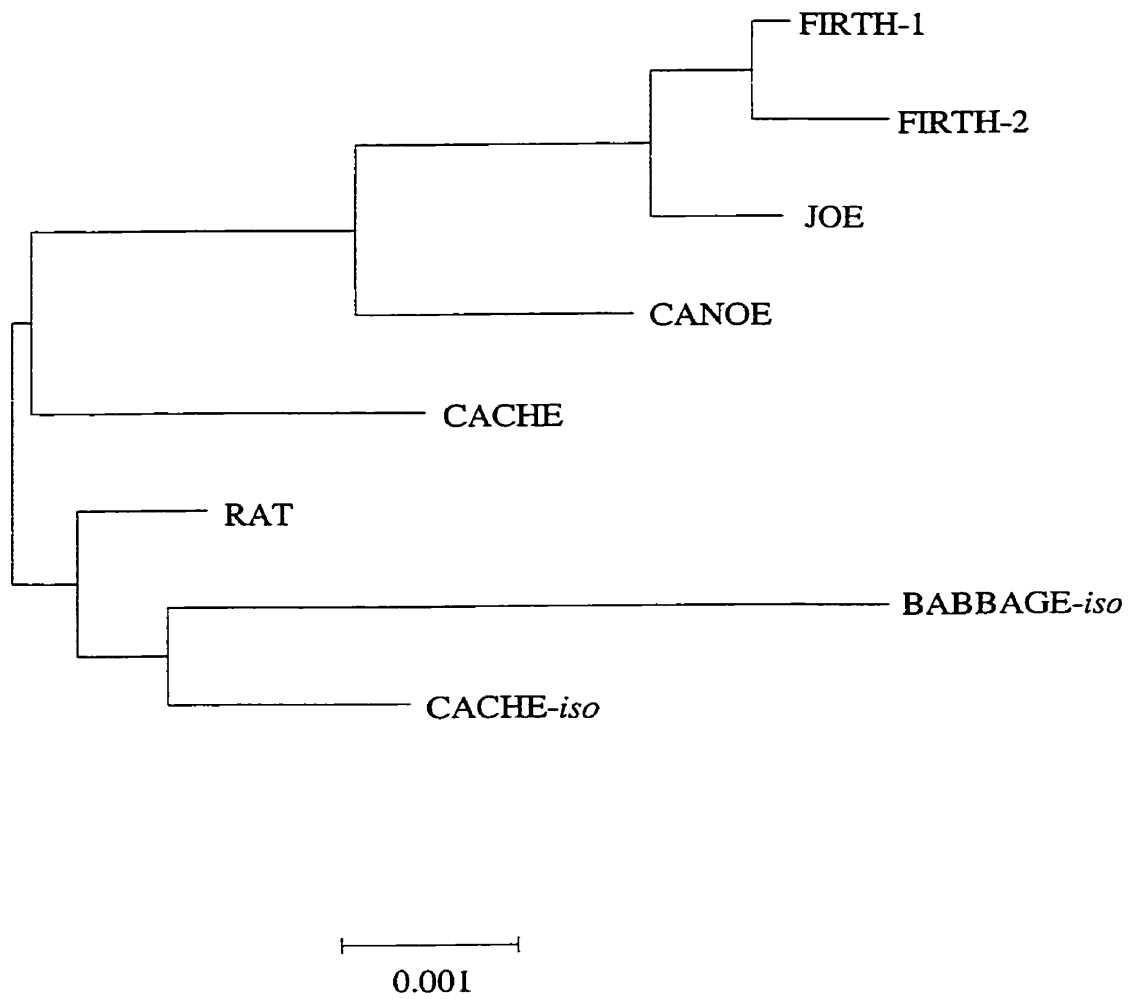 FIRTH-1
FIRTH-2
JOE
CANOE
CACHE
RAT
BABBAGE-iso
CACHE-iso
0.001